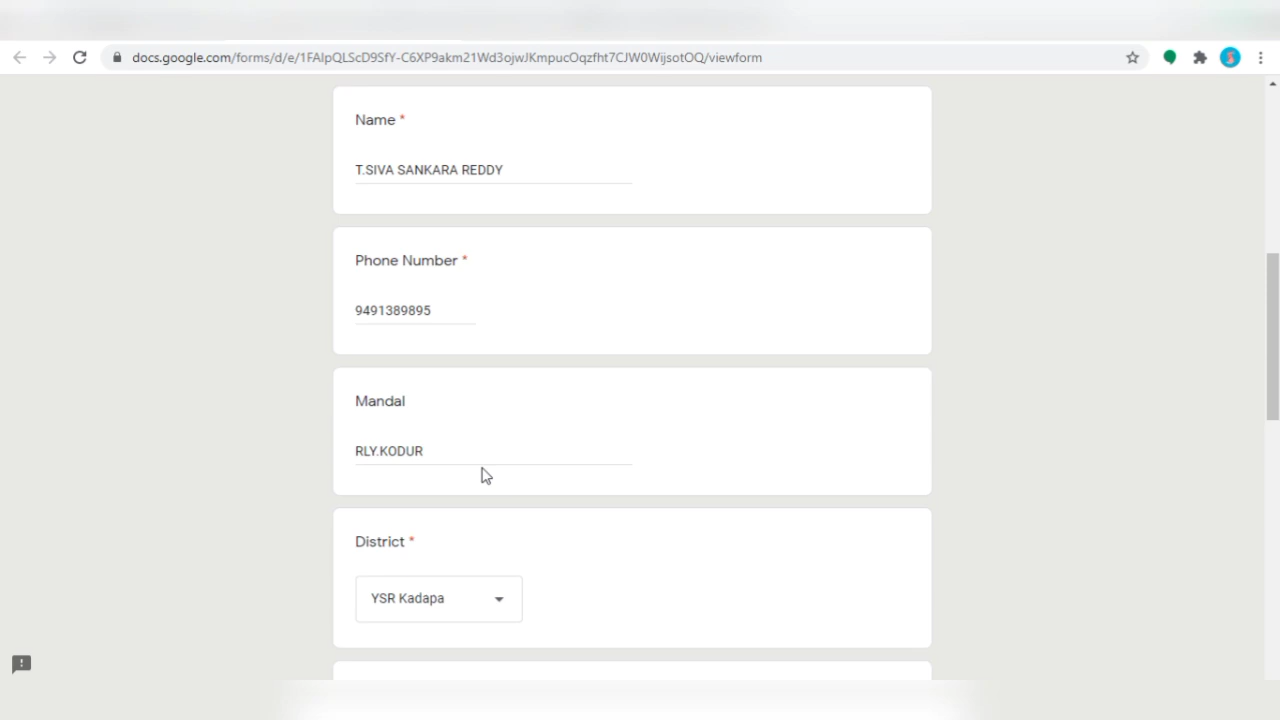 docs.google.com/forms/d/e/1FAIpQLScD9SfY-C6XP9akm21Wd3ojwJKmpucOqzfht7CJW0WijsotOQ/viewform
Name *
T.SIVA SANKARA REDDY
Phone Number *
9491389895
Mandal
RLY.KODUR
District *
YSR Kadapa